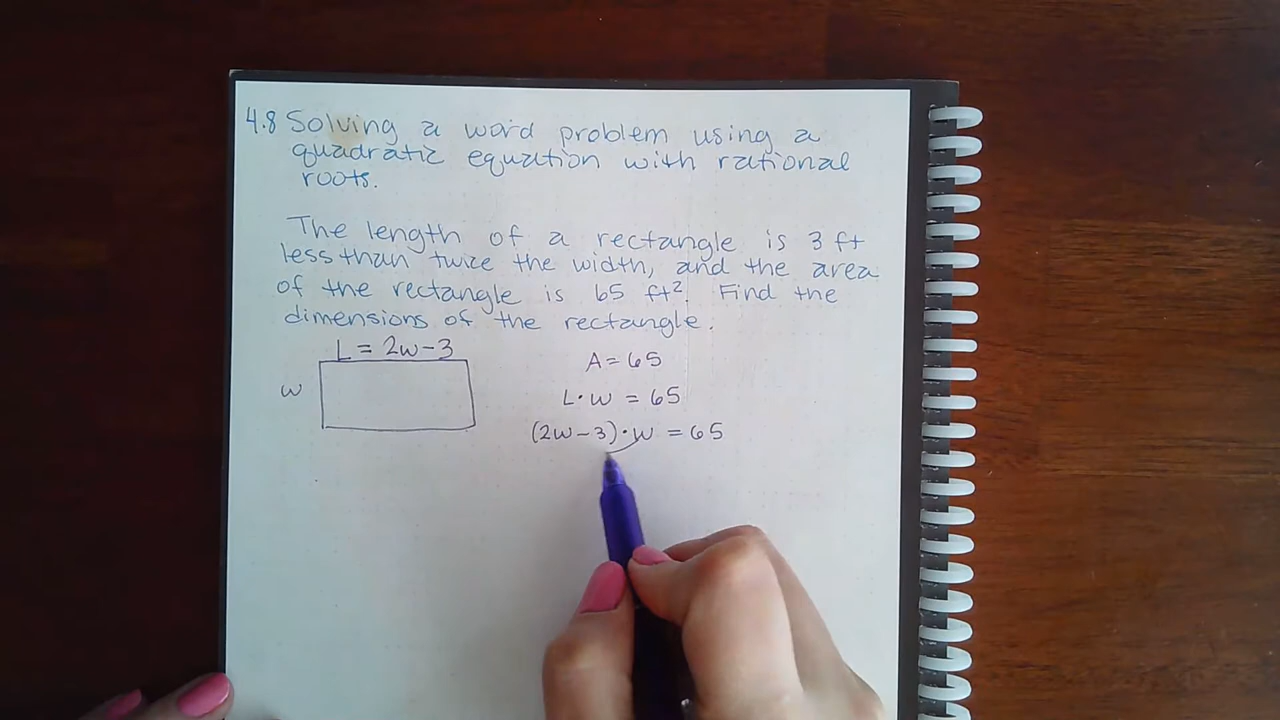 4.8 Solving a word problem using a
quadratic equation with rational
roots.
The length of a rectangle is 3 ft
less than twice the width, and the area
of the rectangle is 65 ft². Find the
dimensions of the rectangle.
L = 2w-3
w
A = 65
L·w = 65
(2w-3)·w = 65